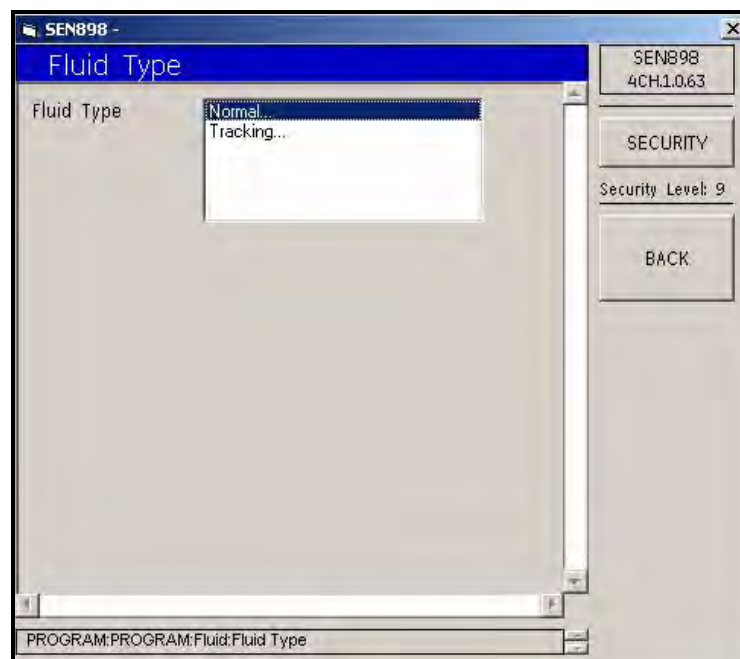 SEN898 -
Fluid Type
Fluid Type
Normal...
Tracking...
SEN898
4CH.1.0.63
SECURITY
Security Level: 9
BACK
PROGRAM:PROGRAM:Fluid:Fluid Type